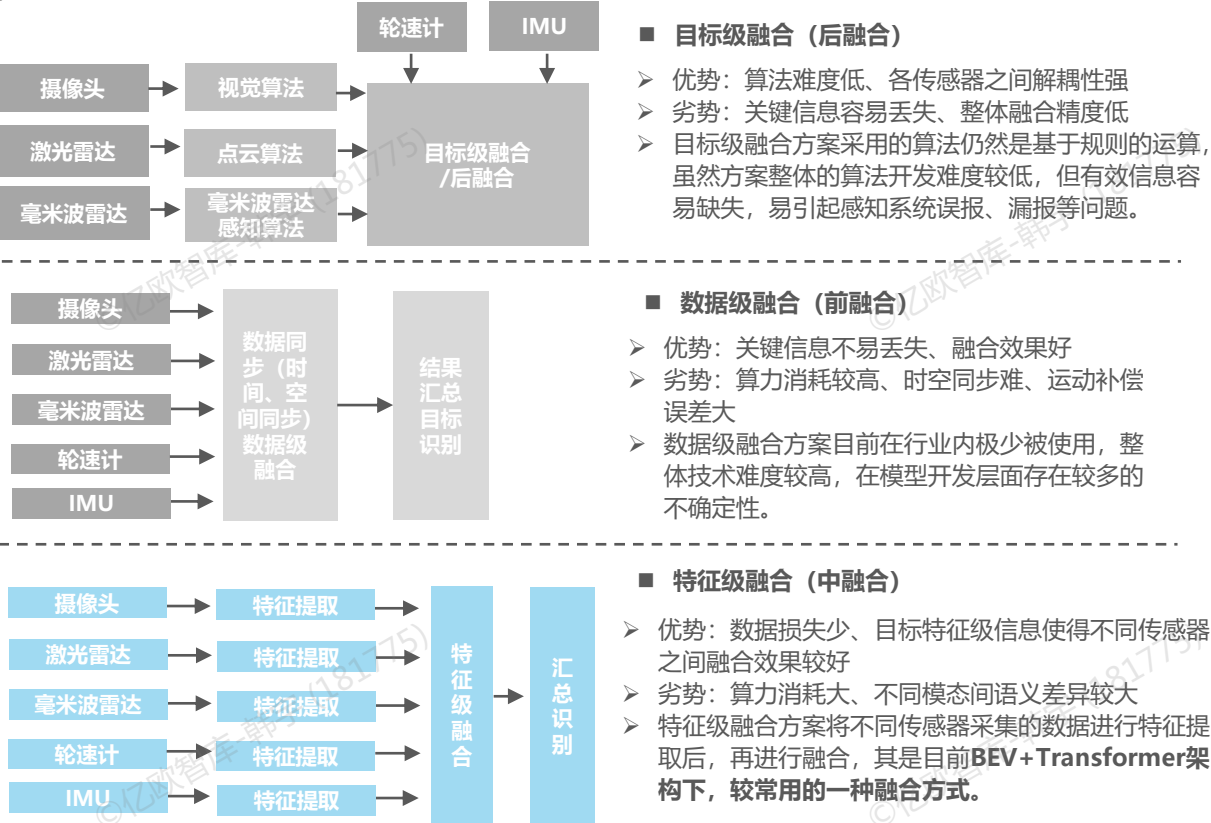 轮速计
IMU
摄像头
视觉算法
激光雷达
点云算法
毫米波雷达
毫米波雷达
感知算法
目标级融合
/后融合
■ 目标级融合（后融合）
➢ 优势：算法难度低、各传感器之间解耦性强
➢ 劣势：关键信息容易丢失、整体融合精度低
➢ 目标级融合方案采用的算法仍然是基于规则的运算，
虽然方案整体的算法开发难度较低，但有效信息容
易缺失，易引起感知系统误报、漏报等问题。
摄像头
激光雷达
毫米波雷达
轮速计
IMU
数据同
步（时
间、空
间同步）
数据级
融合
结果
汇总
目标
识别
■ 数据级融合（前融合）
➢ 优势：关键信息不易丢失、融合效果好
➢ 劣势：算力消耗较高、时空同步难、运动补偿
误差大
➢ 数据级融合方案目前在行业内极少被使用，整
体技术难度较高，在模型开发层面存在较多的
不确定性。
摄像头
特征提取
激光雷达
特征提取
毫米波雷达
特征提取
轮速计
特征提取
IMU
特征提取
特
征
级
融
合
汇
总
识
别
■ 特征级融合（中融合）
➢ 优势：数据损失少、目标特征级信息使得不同传感器
之间融合效果较好
➢ 劣势：算力消耗大、不同模态间语义差异较大
➢ 特征级融合方案将不同传感器采集的数据进行特征提
取后，再进行融合，其是目前BEV+Transformer架
构下，较常用的一种融合方式。